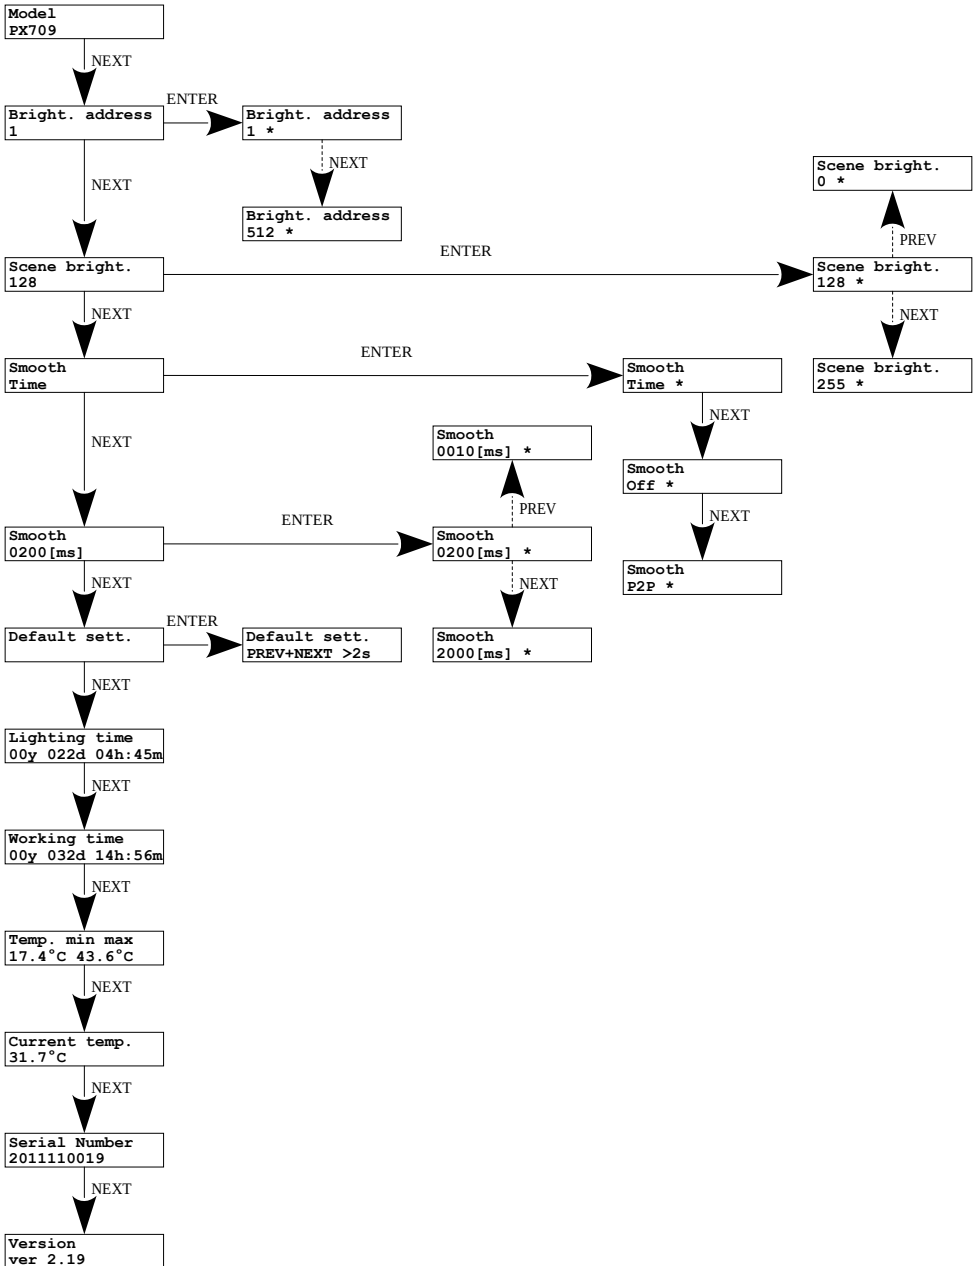 Model
PX709
NEXT
Bright. address
1
ENTER
Bright. address
1 *
NEXT
Bright. address
512 *
NEXT
Scene bright.
128
ENTER
Scene bright.
128 *
PREV
Scene bright.
0 *
NEXT
Scene bright.
255 *
NEXT
Smooth
Time
ENTER
Smooth
Time *
NEXT
Smooth
Off *
NEXT
Smooth
P2P *
NEXT
Smooth
0200[ms]
ENTER
Smooth
0200[ms] *
PREV
Smooth
0010[ms] *
NEXT
Smooth
2000[ms] *
NEXT
Default sett.
ENTER
Default sett.
PREV+NEXT >2s
NEXT
Lighting time
00y 022d 04h:45m
NEXT
Working time
00y 032d 14h:56m
NEXT
Temp. min max
17.4°C 43.6°C
NEXT
Current temp.
31.7°C
NEXT
Serial Number
2011110019
NEXT
Version
ver 2.19